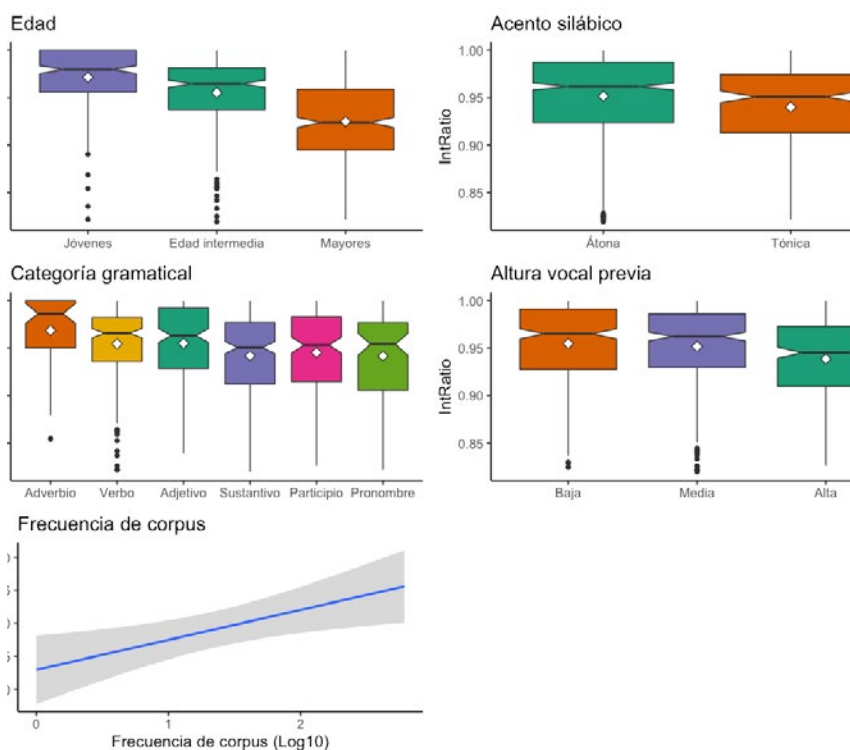 Edad
Jóvenes Edad intermedia Mayores
Acento silábico
1.00
0.95
0.90
0.85
IntRatio
Átona Tónica
Categoría gramatical
Adverbio Verbo Adjetivo Sustantivo Participio Pronombre
Altura vocal previa
1.00
0.95
0.90
0.85
IntRatio
Baja Media Alta
Frecuencia de corpus
0 1 2
Frecuencia de corpus (Log10)